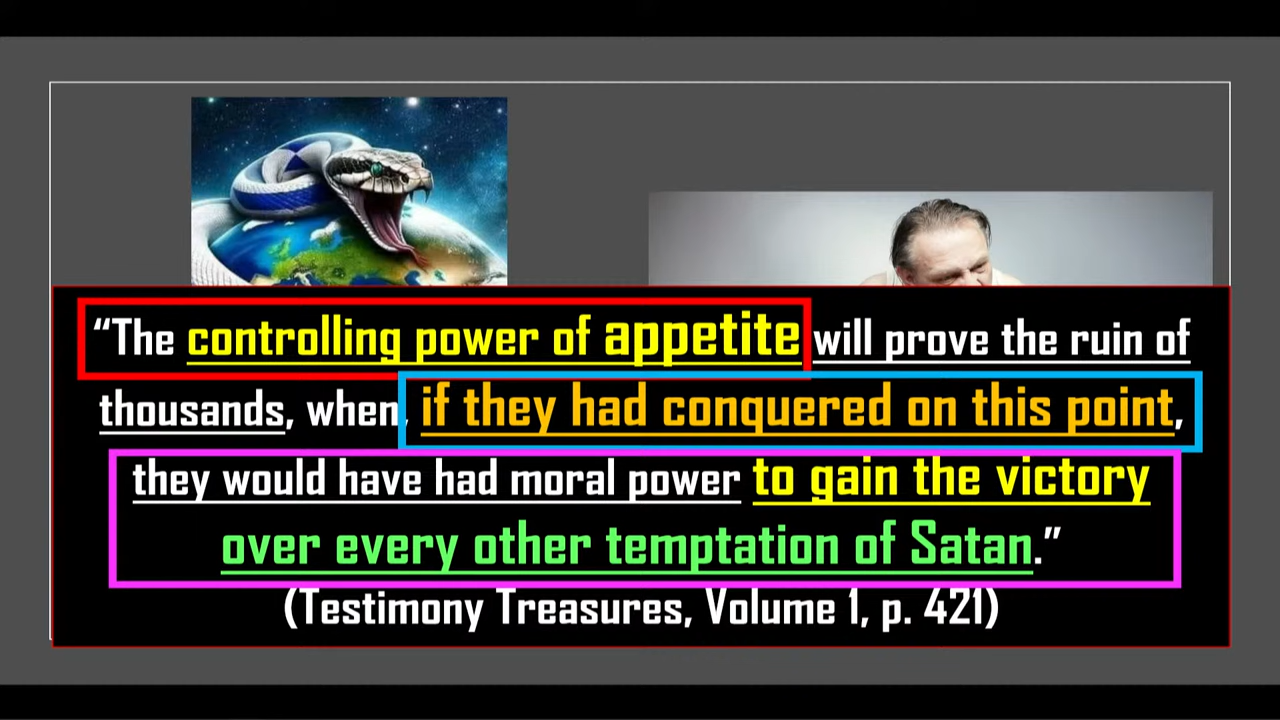 “The controlling power of appetite will prove the ruin of
thousands, when, if they had conquered on this point,
they would have had moral power to gain the victory
over every other temptation of Satan.”
(Testimony Treasures, Volume 1, p. 421)